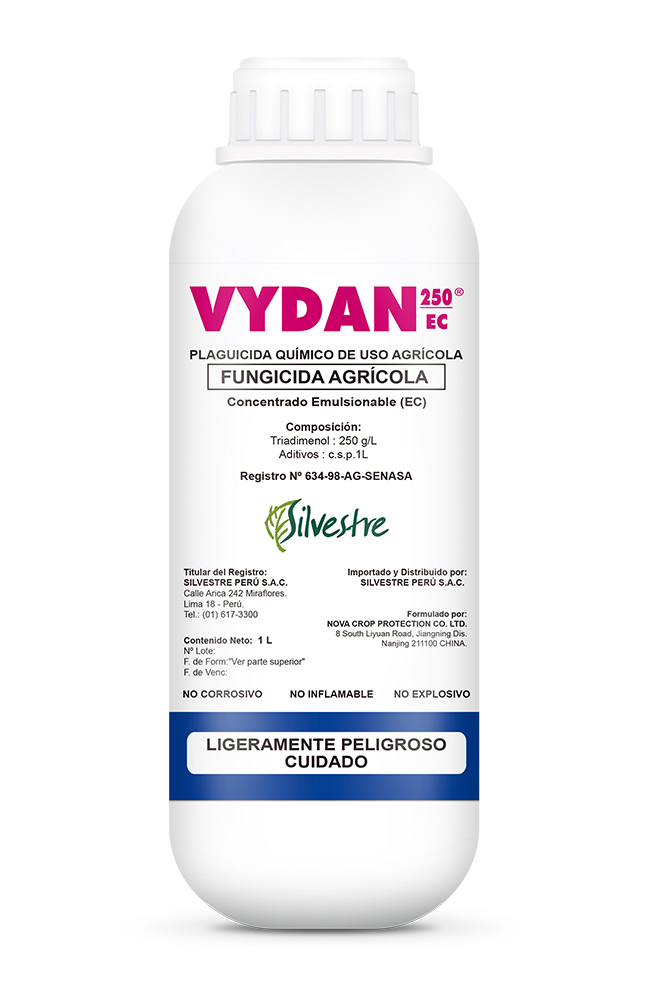 VYDAN 250® EC
PLAGUICIDA QUÍMICO DE USO AGRÍCOLA
FUNGICIDA AGRÍCOLA
Concentrado Emulsionable (EC)
Composición:
Triadimenol : 250 g/L
Aditivos : c.s.p.1L
Registro Nº 634-98-AG-SENASA
Silvestre
Titular del Registro:
SILVESTRE PERÚ S.A.C.
Calle Arica 242 Miraflores.
Lima 18 - Perú.
Tel.: (01) 617-3300
Importado y Distribuido por:
SILVESTRE PERÚ S.A.C.
Formulado por:
NOVA CROP PROTECTION CO. LTD.
8 South Liyuan Road, Jiangning Dis.
Nanjing 211100 CHINA.
Contenido Neto: 1 L
Nº Lote:
F. de Form:"Ver parte superior"
F. de Venc:
NO CORROSIVO NO INFLAMABLE NO EXPLOSIVO
LIGERAMENTE PELIGROSO
CUIDADO